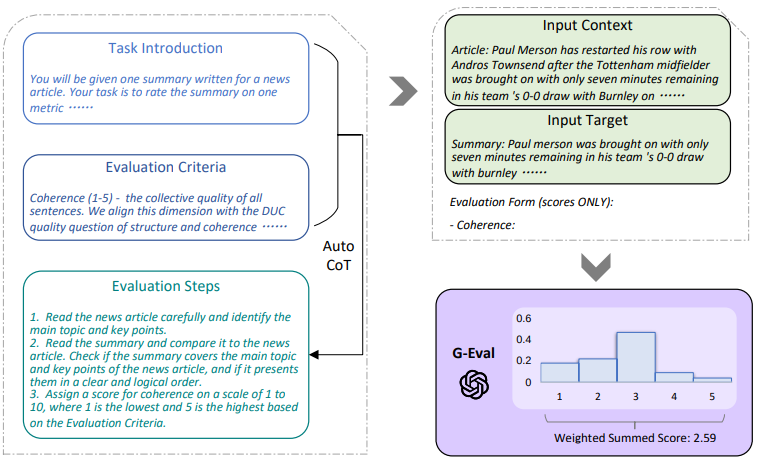 Task Introduction
You will be given one summary written for a news
article. Your task is to rate the summary on one
metric ······
Evaluation Criteria
Coherence (1-5) - the collective quality of all
sentences. We align this dimension with the DUC
quality question of structure and coherence ······
Auto
CoT
Evaluation Steps
1. Read the news article carefully and identify the
main topic and key points.
2. Read the summary and compare it to the news
article. Check if the summary covers the main topic
and key points of the news article, and if it presents
them in a clear and logical order.
3. Assign a score for coherence on a scale of 1 to
10, where 1 is the lowest and 5 is the highest based
on the Evaluation Criteria.
Input Context
Article: Paul Merson has restarted his row with
Andros Townsend after the Tottenham midfielder
was brought on with only seven minutes remaining
in his team 's 0-0 draw with Burnley on ······
Input Target
Summary: Paul merson was brought on with only
seven minutes remaining in his team 's 0-0 draw
with burnley ······
Evaluation Form (scores ONLY):
- Coherence:
G-Eval
0.6
0.4
0.2
0
1 2 3 4 5
Weighted Summed Score: 2.59